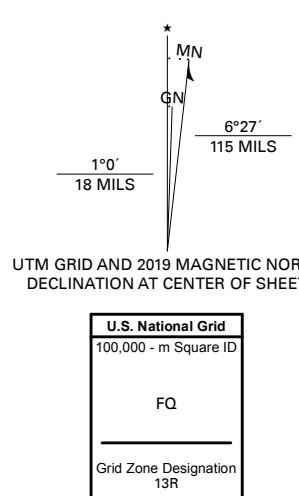 ★
MN
GN
6°27´
115 MILS
1°0´
18 MILS
UTM GRID AND 2019 MAGNETIC NOR
DECLINATION AT CENTER OF SHEET
U.S. National Grid
100,000 - m Square ID
FQ
Grid Zone Designation
13R